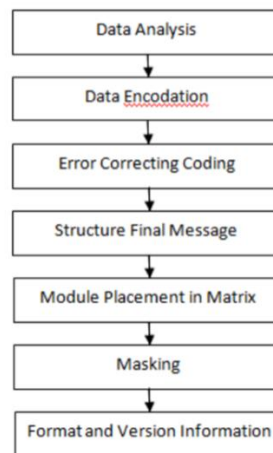 Data Analysis
Data Encodation
Error Correcting Coding
Structure Final Message
Module Placement in Matrix
Masking
Format and Version Information